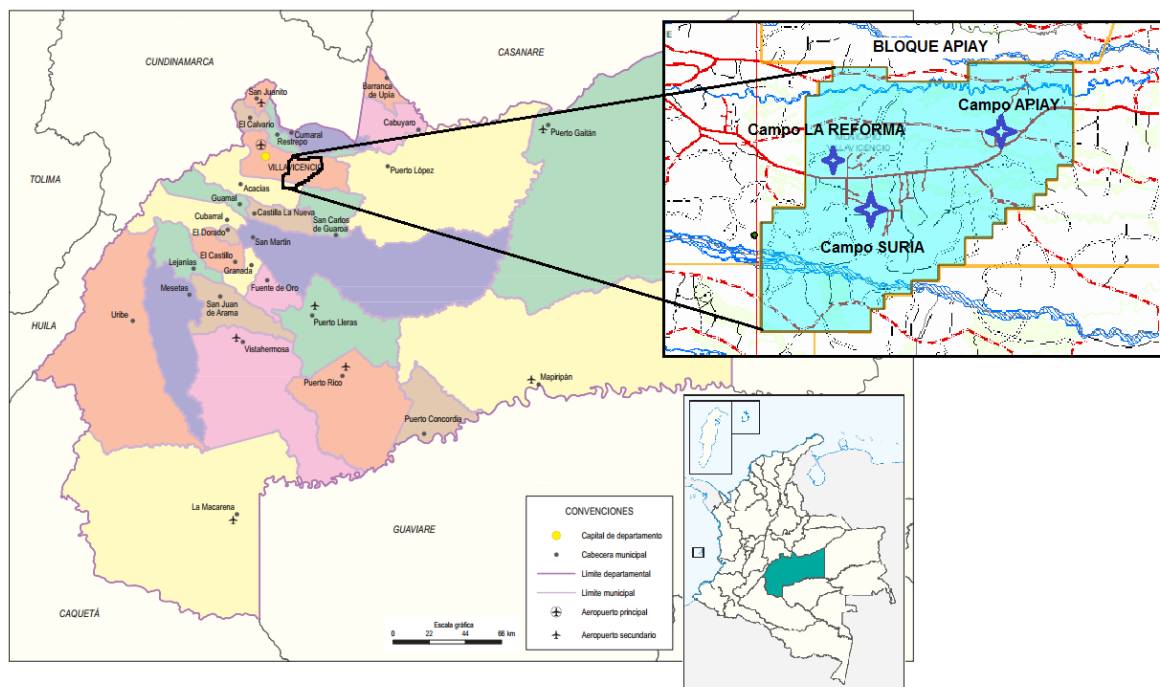 CUNDINAMARCA
CASANARE
TOLIMA
HUILA
CAQUETÁ
GUAVIARE
San Juanito
El Calvario
Restrepo
Cumaral
Barranca
de Upía
Cabuyaro
Puerto Gaitán
VILLAVICENCIO
Puerto López
Acacías
Guamal
Castilla La Nueva
San Carlos
de Guaroa
Cubarral
El Dorado
San Martín
El Castillo
Lejanías
Granada
Mesetas
Fuente de Oro
San Juan
de Arama
Uribe
Puerto Lleras
Vistahermosa
Puerto Rico
Mapiripán
Puerto Concordia
La Macarena
BLOQUE APIAY
Campo APIAY
Campo LA REFORMA
VILLAVICENCIO
Campo SURIA
CONVENCIONES
Capital de departamento
Cabecera municipal
Límite departamental
Límite municipal
Aeropuerto principal
Aeropuerto secundario
Escala gráfica
0 22 44 66 km